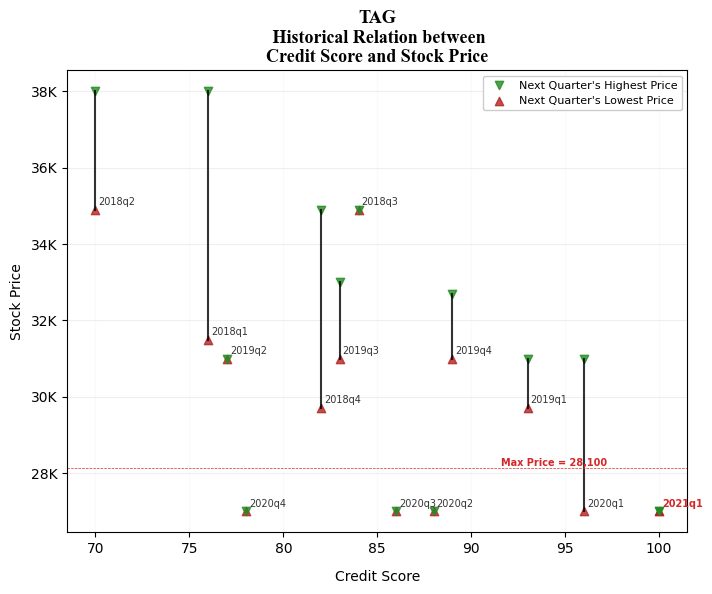 TAG
Historical Relation between
Credit Score and Stock Price
Next Quarter's Highest Price
Next Quarter's Lowest Price
38K
36K
34K
32K
30K
28K
Stock Price
2018q2
2018q3
2018q1
2019q2
2019q3
2019q4
2018q4
2019q1
Max Price = 28,100
2020q4
2020q3
2020q2
2020q1
2021q1
70
75
80
85
90
95
100
Credit Score